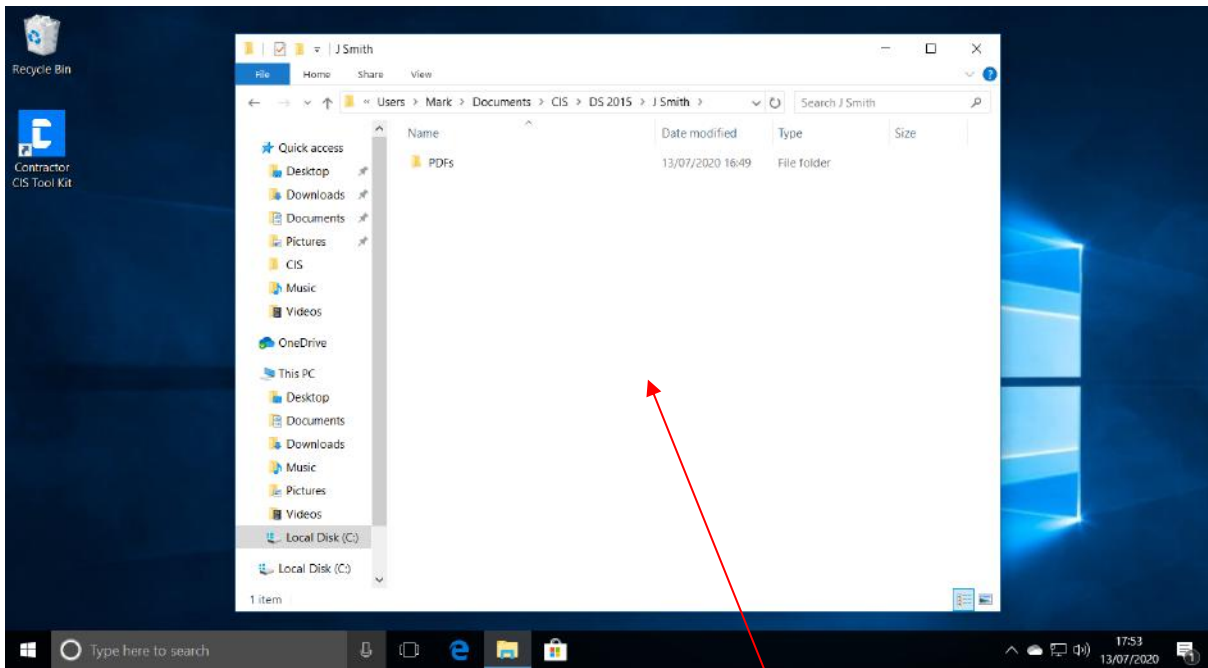 Recycle Bin
Contractor
CIS Tool Kit
J Smith
File Home Share View
« Users > Mark > Documents > CIS > DS 2015 > J Smith >
Search J Smith
Name Date modified Type Size
PDFs 13/07/2020 16:49 File folder
Quick access
Desktop
Downloads
Documents
Pictures
CIS
Music
Videos
OneDrive
This PC
Desktop
Documents
Downloads
Music
Pictures
Videos
Local Disk (C:)
Local Disk (C:)
1 item
Type here to search
17:53
13/07/2020
1